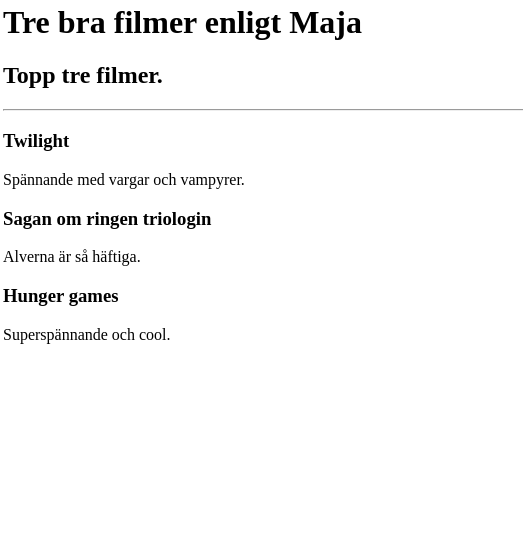 Tre bra filmer enligt Maja
Topp tre filmer.
Twilight
Spännande med vargar och vampyrer.
Sagan om ringen triologin
Alverna är så häftiga.
Hunger games
Superspännande och cool.